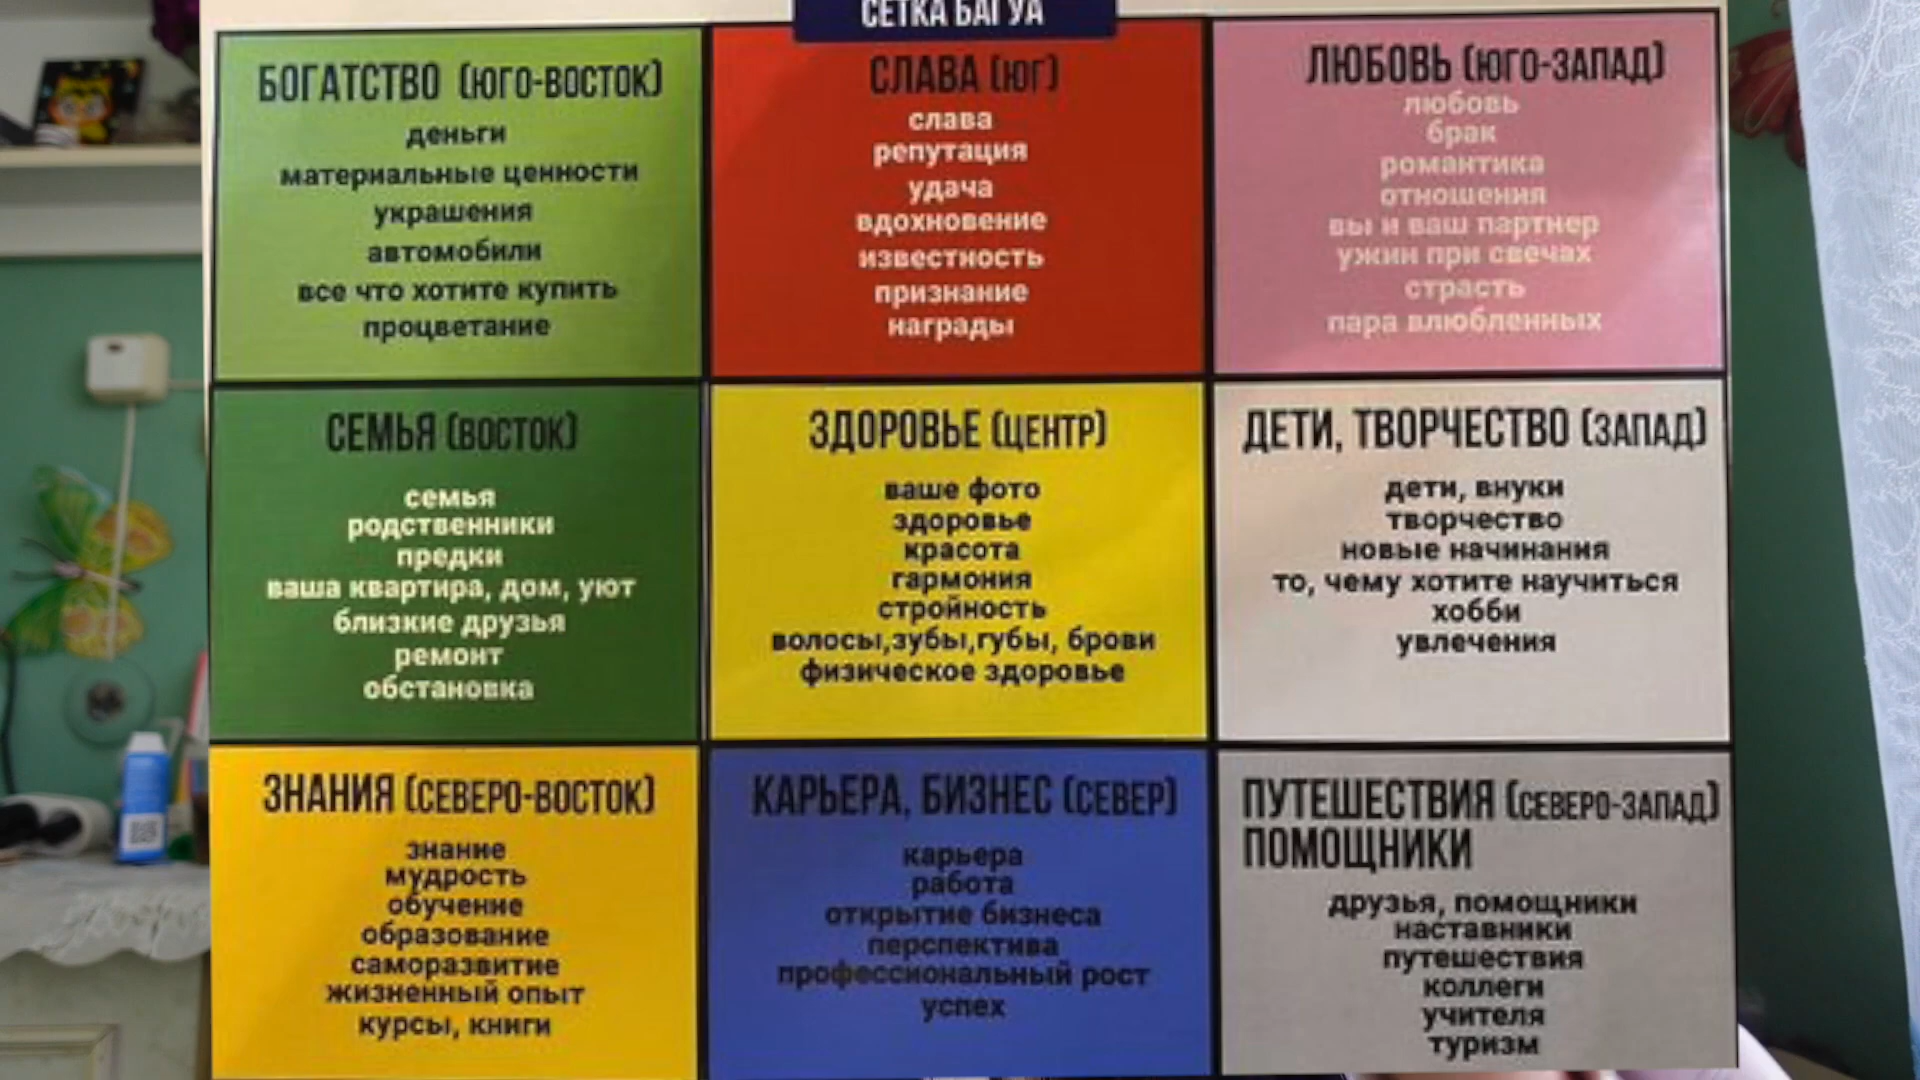 СЕТКА БАГУА
БОГАТСТВО (ЮГО-ВОСТОК)
деньги
материальные ценности
украшения
автомобили
все что хотите купить
процветание
СЛАВА (ЮГ)
слава
репутация
удача
вдохновение
известность
признание
награды
ЛЮБОВЬ (ЮГО-ЗАПАД)
любовь
брак
романтика
отношения
вы и ваш партнер
ужин при свечах
страсть
пара влюбленных
СЕМЬЯ (ВОСТОК)
семья
родственники
предки
ваша квартира, дом, уют
близкие друзья
ремонт
обстановка
ЗДОРОВЬЕ (ЦЕНТР)
ваше фото
здоровье
красота
гармония
стройность
волосы,зубы,губы, брови
физическое здоровье
ДЕТИ, ТВОРЧЕСТВО (ЗАПАД)
дети, внуки
творчество
новые начинания
то, чему хотите научиться
хобби
увлечения
ЗНАНИЯ (СЕВЕРО-ВОСТОК)
знание
мудрость
обучение
образование
саморазвитие
жизненный опыт
курсы, книги
КАРЬЕРА, БИЗНЕС (СЕВЕР)
карьера
работа
открытие бизнеса
перспектива
профессиональный рост
успех
ПУТЕШЕСТВИЯ (СЕВЕРО-ЗАПАД)
ПОМОЩНИКИ
друзья, помощники
наставники
путешествия
коллеги
учителя
туризм